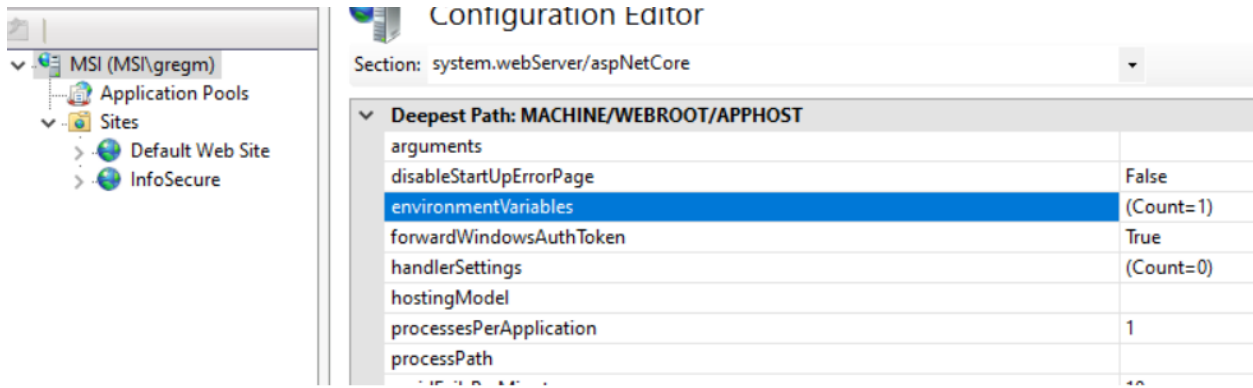 Configuration Editor
MSI (MSI\gregm)
Application Pools
Sites
Default Web Site
InfoSecure
Section: system.webServer/aspNetCore
Deepest Path: MACHINE/WEBROOT/APPHOST
arguments
disableStartUpErrorPage False
environmentVariables (Count=1)
forwardWindowsAuthToken True
handlerSettings (Count=0)
hostingModel
processesPerApplication 1
processPath